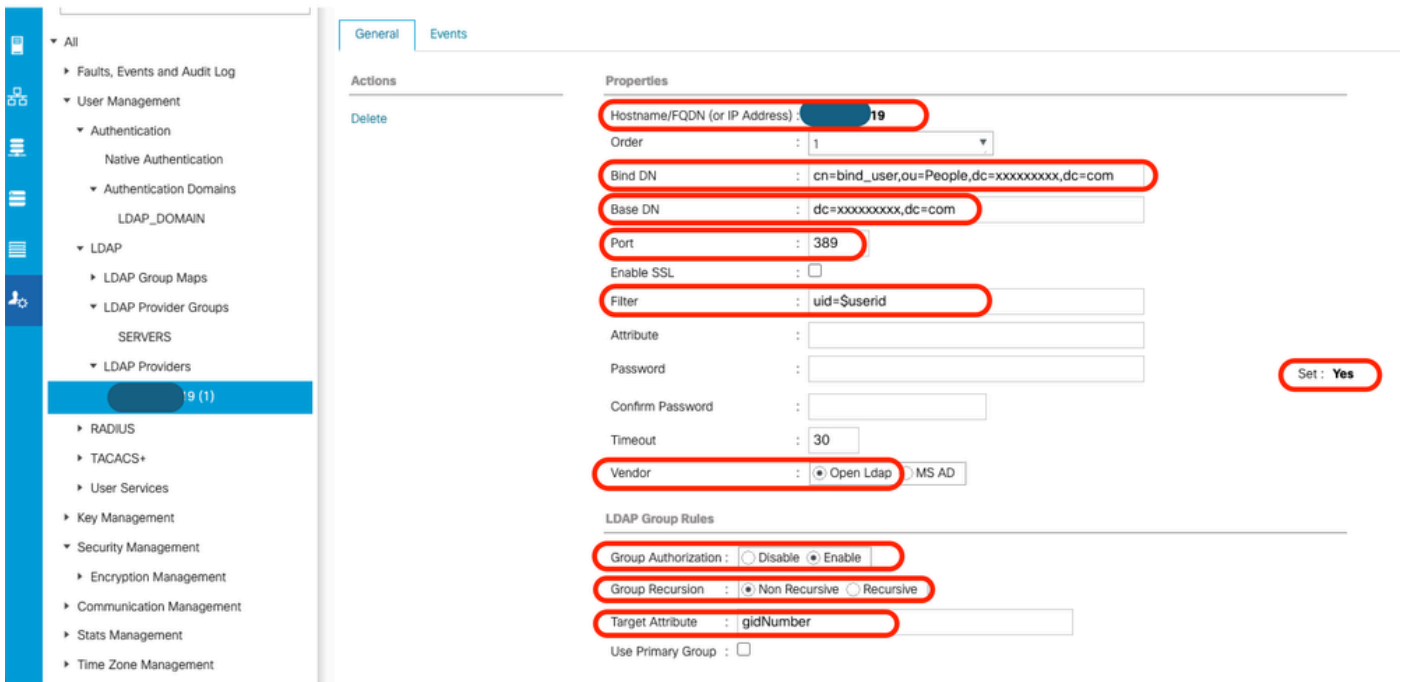 All
Faults, Events and Audit Log
User Management
Authentication
Native Authentication
Authentication Domains
LDAP_DOMAIN
LDAP
LDAP Group Maps
LDAP Provider Groups
SERVERS
LDAP Providers
19 (1)
RADIUS
TACACS+
User Services
Key Management
Security Management
Encryption Management
Communication Management
Stats Management
Time Zone Management
General Events
Actions
Delete
Properties
Hostname/FQDN (or IP Address) : 19
Order : 1
Bind DN : cn=bind_user,ou=People,dc=xxxxxxxxx,dc=com
Base DN : dc=xxxxxxxxx,dc=com
Port : 389
Enable SSL :
Filter : uid=$userid
Attribute :
Password : Set : Yes
Confirm Password :
Timeout : 30
Vendor : Open Ldap MS AD
LDAP Group Rules
Group Authorization : Disable Enable
Group Recursion : Non Recursive Recursive
Target Attribute : gidNumber
Use Primary Group :